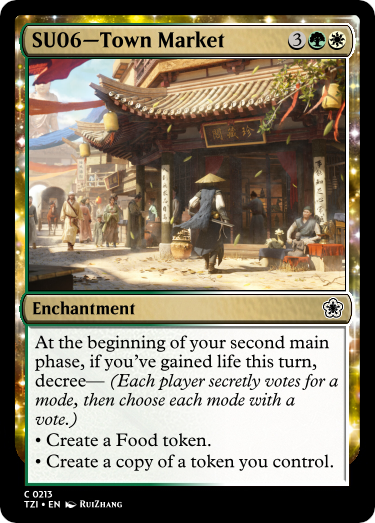 SU06—Town Market 3
Enchantment
At the beginning of your second main
phase, if you've gained life this turn,
decree— (Each player secretly votes for a
mode, then choose each mode with a
vote.)
• Create a Food token.
• Create a copy of a token you control.
C 0213
TZI • EN RuiZhang